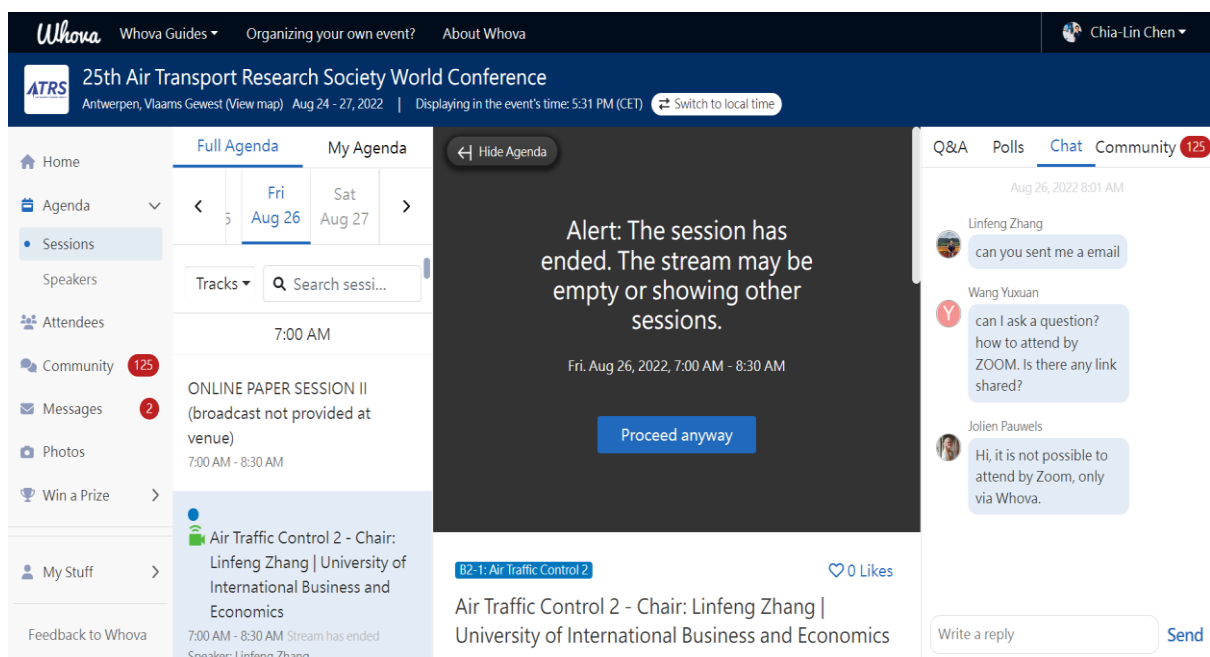 Whova
Whova Guides
Organizing your own event?
About Whova
Chia-Lin Chen
ATRS
25th Air Transport Research Society World Conference
Antwerpen, Vlaams Gewest (View map) Aug 24 - 27, 2022 | Displaying in the event's time: 5:31 PM (CET)
Switch to local time
Home
Agenda
Sessions
Speakers
Attendees
Community 125
Messages 2
Photos
Win a Prize
My Stuff
Feedback to Whova
Full Agenda
My Agenda
5
Fri
Aug 26
Sat
Aug 27
Tracks
Search sessi...
7:00 AM
ONLINE PAPER SESSION II
(broadcast not provided at
venue)
7:00 AM - 8:30 AM
Air Traffic Control 2 - Chair:
Linfeng Zhang | University of
International Business and
Economics
7:00 AM - 8:30 AM Stream has ended
Speaker: Linfeng Zhang
Hide Agenda
Alert: The session has
ended. The stream may be
empty or showing other
sessions.
Fri. Aug 26, 2022, 7:00 AM - 8:30 AM
Proceed anyway
B2-1: Air Traffic Control 2
0 Likes
Air Traffic Control 2 - Chair: Linfeng Zhang |
University of International Business and Economics
Q&A
Polls
Chat
Community 125
Aug 26, 2022 8:01 AM
Linfeng Zhang
can you sent me a email
Wang Yuxuan
Y
can I ask a question?
how to attend by
ZOOM. Is there any link
shared?
Jolien Pauwels
Hi, it is not possible to
attend by Zoom, only
via Whova.
Write a reply
Send